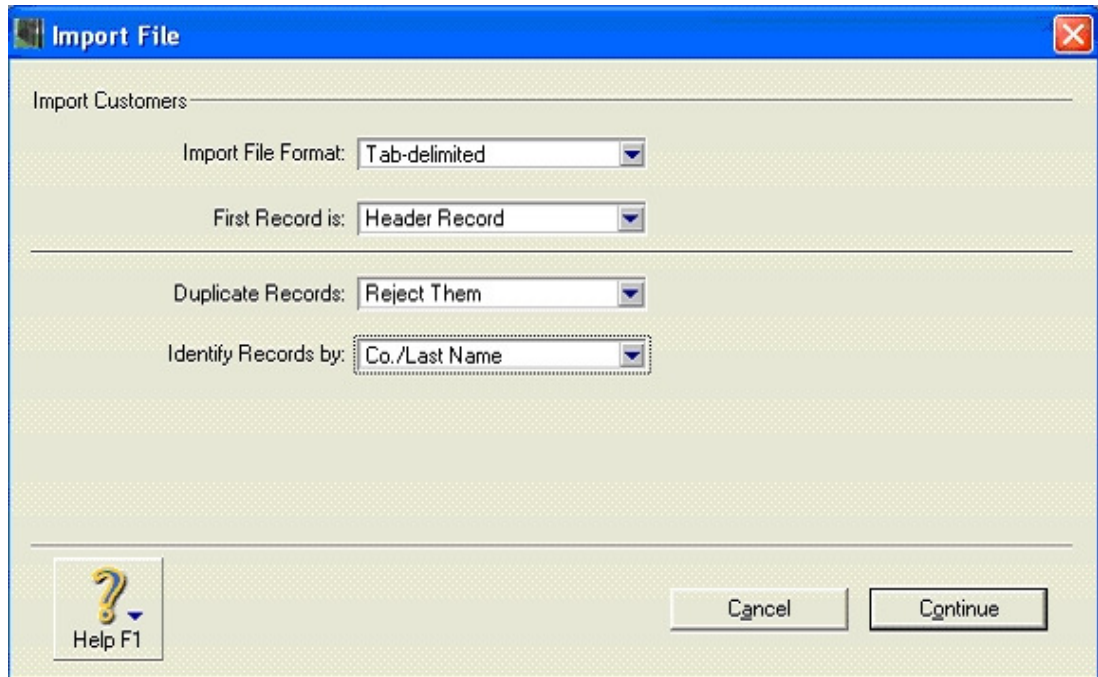 Import File
Import Customers
Import File Format: Tab-delimited
First Record is: Header Record
Duplicate Records: Reject Them
Identify Records by: Co./Last Name
Help F1
Cancel
Continue